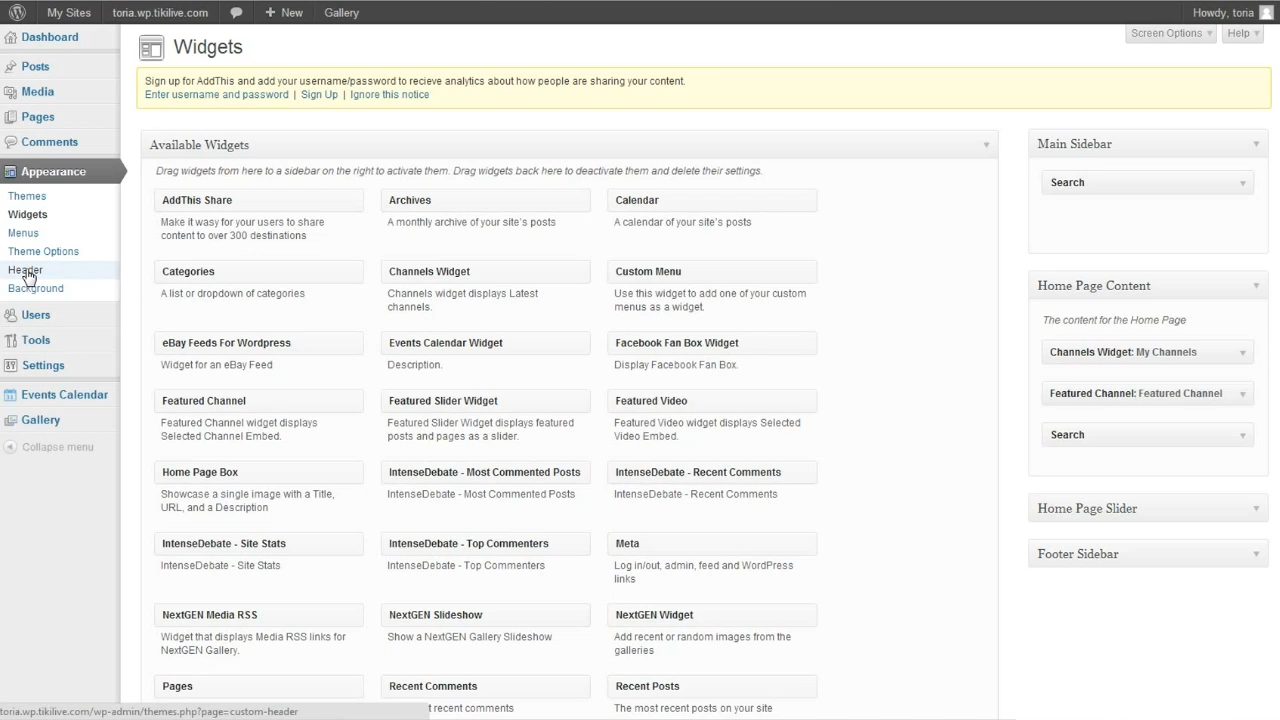 My Sites toria.wp.tikilive.com New Gallery Howdy, toria
Dashboard
Posts
Media
Pages
Comments
Appearance
Themes
Widgets
Menus
Theme Options
Header
Background
Users
Tools
Settings
Events Calendar
Gallery
Collapse menu
Screen Options Help
Widgets
Sign up for AddThis and add your username/password to recieve analytics about how people are sharing your content.
Enter username and password | Sign Up | Ignore this notice
Available Widgets
Drag widgets from here to a sidebar on the right to activate them. Drag widgets back here to deactivate them and delete their settings.
AddThis Share
Make it wasy for your users to share
content to over 300 destinations
Archives
A monthly archive of your site's posts
Calendar
A calendar of your site's posts
Categories
A list or dropdown of categories
Channels Widget
Channels widget displays Latest
channels.
Custom Menu
Use this widget to add one of your custom
menus as a widget.
eBay Feeds For Wordpress
Widget for an eBay Feed
Events Calendar Widget
Description.
Facebook Fan Box Widget
Display Facebook Fan Box.
Featured Channel
Featured Channel widget displays
Selected Channel Embed.
Featured Slider Widget
Featured Slider Widget displays featured
posts and pages as a slider.
Featured Video
Featured Video widget displays Selected
Video Embed.
Home Page Box
Showcase a single image with a Title,
URL, and a Description
IntenseDebate - Most Commented Posts
IntenseDebate - Most Commented Posts
IntenseDebate - Recent Comments
IntenseDebate - Recent Comments
IntenseDebate - Site Stats
IntenseDebate - Site Stats
IntenseDebate - Top Commenters
IntenseDebate - Top Commenters
Meta
Log in/out, admin, feed and WordPress
links
NextGEN Media RSS
Widget that displays Media RSS links for
NextGEN Gallery.
NextGEN Slideshow
Show a NextGEN Gallery Slideshow
NextGEN Widget
Add recent or random images from the
galleries
Pages
Recent Comments
recent comments
Recent Posts
The most recent posts on your site
Main Sidebar
Search
Home Page Content
The content for the Home Page
Channels Widget: My Channels
Featured Channel: Featured Channel
Search
Home Page Slider
Footer Sidebar
toria.wp.tikilive.com/wp-admin/themes.php?page=custom-header